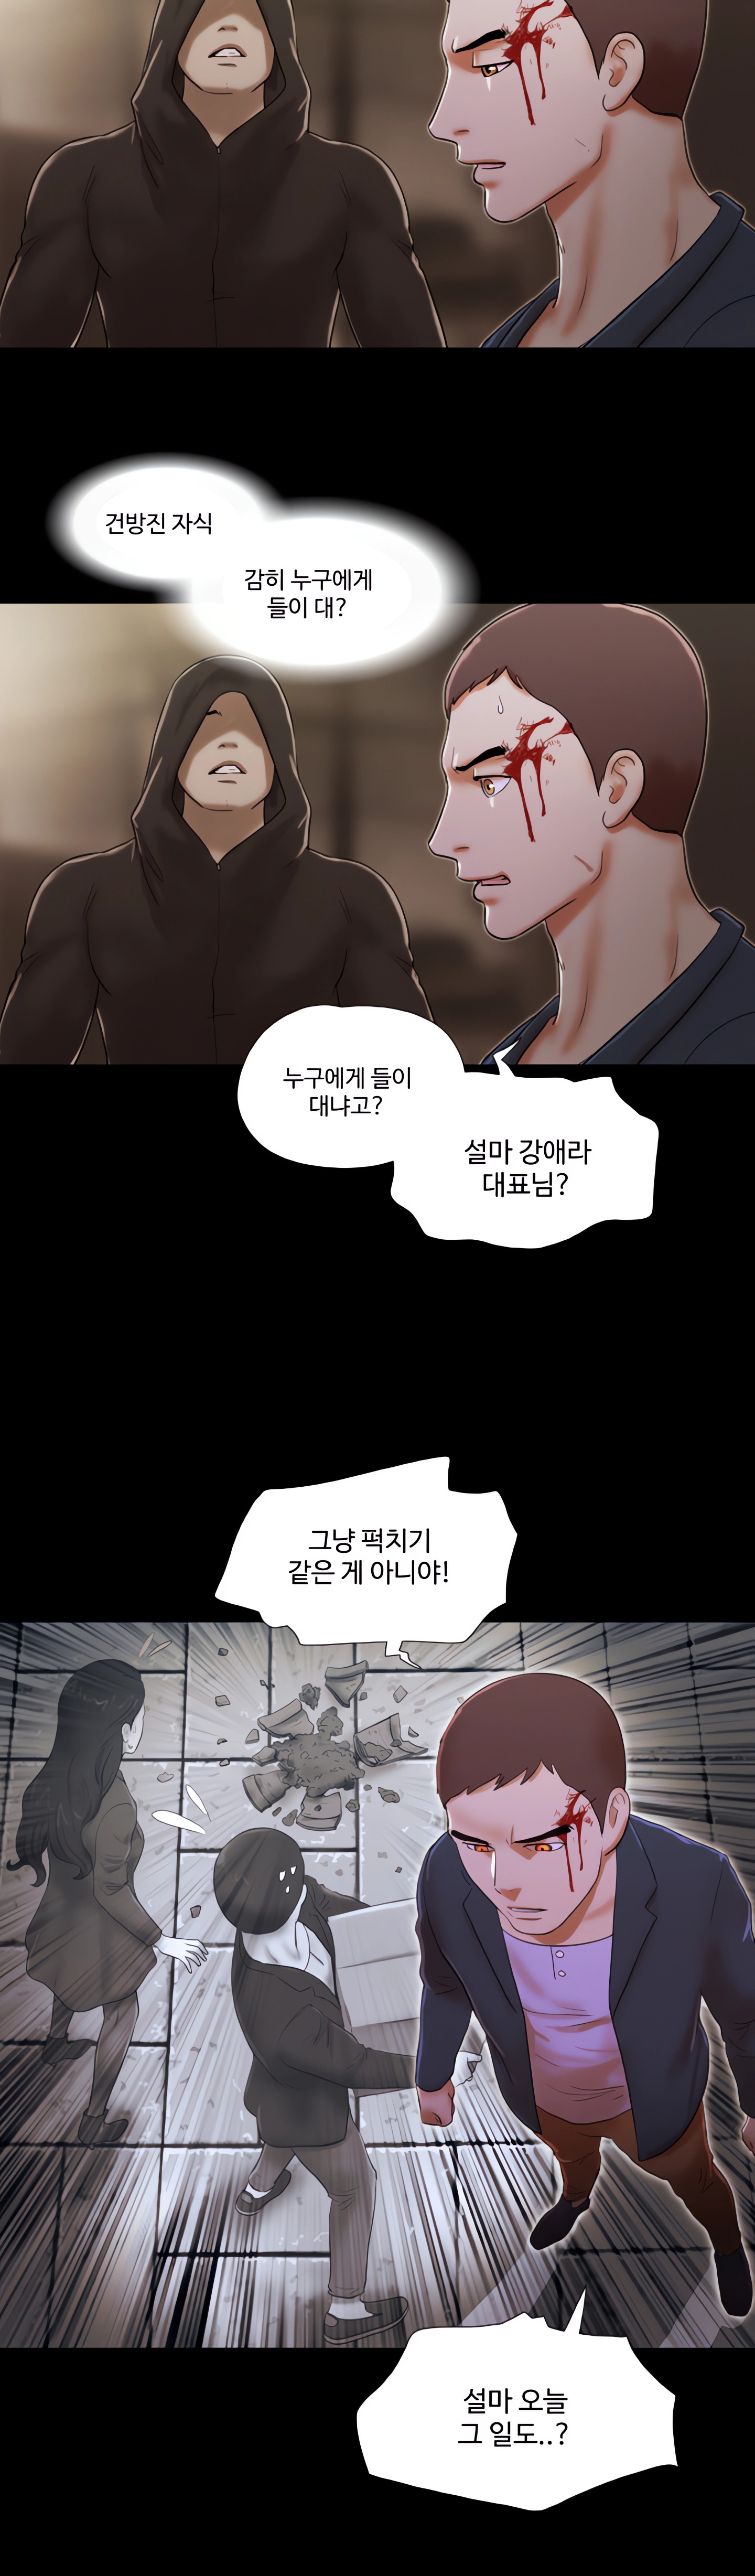 건방진 자식
감히 누구에게
들이 대?
누구에게 들이
대냐고?
설마 강애라
대표님?
그냥 퍽치기
같은 게 아니야!
설마 오늘
그 일도..?